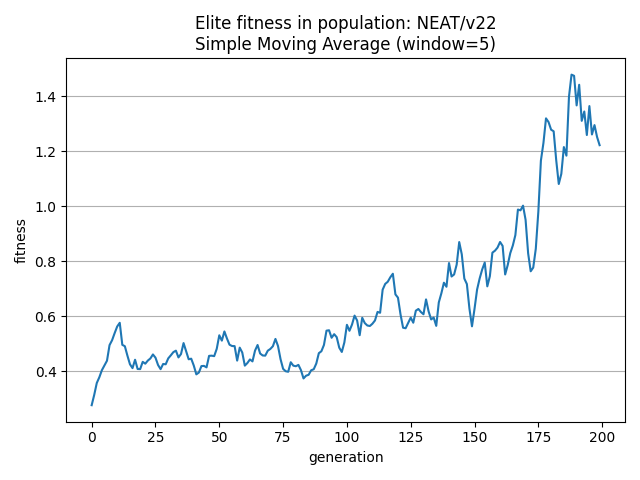 Elite fitness in population: NEAT/v22
Simple Moving Average (window=5)
fitness
1.4
1.2
1.0
0.8
0.6
0.4
0 25 50 75 100 125 150 175 200
generation